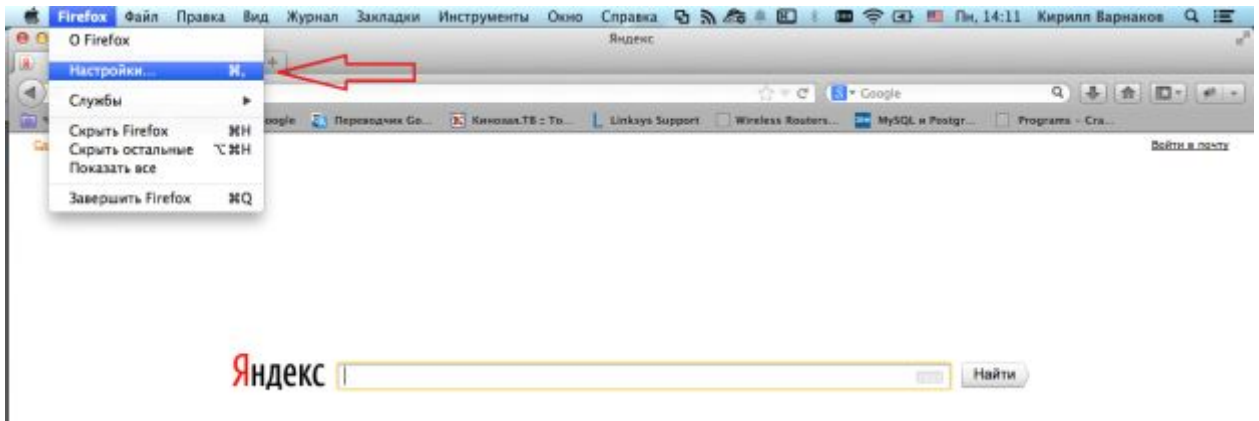 Firefox Файл Правка Вид Журнал Закладки Инструменты Окно Справка Пн, 14:11 Кирилл Варнаков
О Firefox
Яндекс
Настройки... ⌘,
Google
Службы ▶
oogle Переводчик Go... Кинозал.ТВ :: То... Linksys Support Wireless Routers... MySQL и Postgr... Programs - Cra...
Скрыть Firefox ⌘H
Скрыть остальные ⌥⌘H
Войти в почту
Показать все
Завершить Firefox ⌘Q
Яндекс Найти